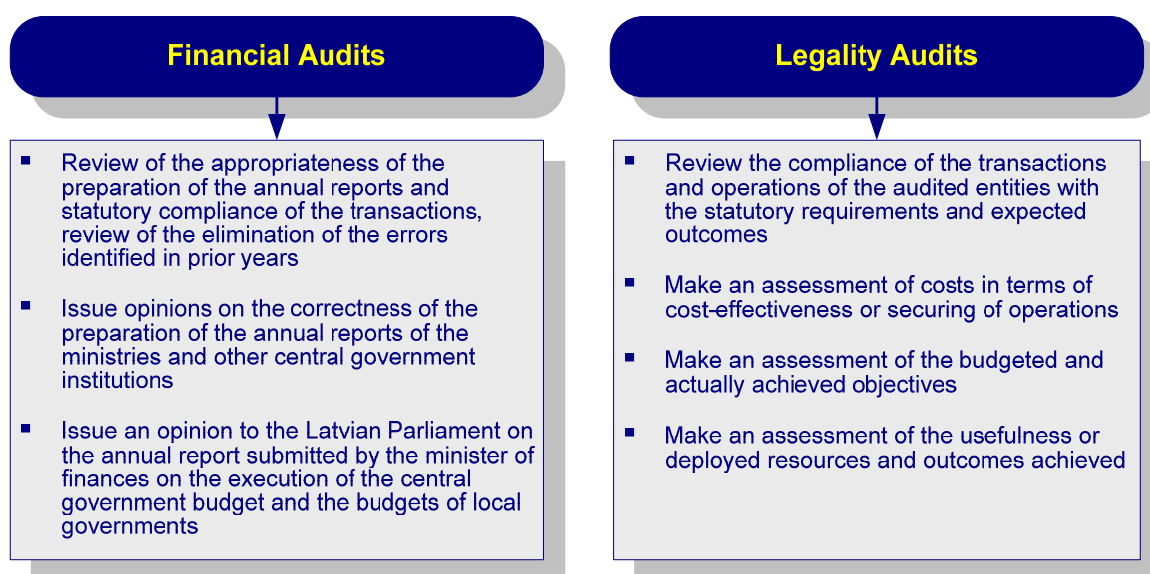 Financial Audits
Review of the appropriateness of the
preparation of the annual reports and
statutory compliance of the transactions,
review of the elimination of the errors
identified in prior years
Issue opinions on the correctness of the
preparation of the annual reports of the
ministries and other central government
institutions
Issue an opinion to the Latvian Parliament on
the annual report submitted by the minister of
finances on the execution of the central
government budget and the budgets of local
governments
Legality Audits
Review the compliance of the transactions
and operations of the audited entities with
the statutory requirements and expected
outcomes
Make an assessment of costs in terms of
cost-effectiveness or securing of operations
Make an assessment of the budgeted and
actually achieved objectives
Make an assessment of the usefulness or
deployed resources and outcomes achieved